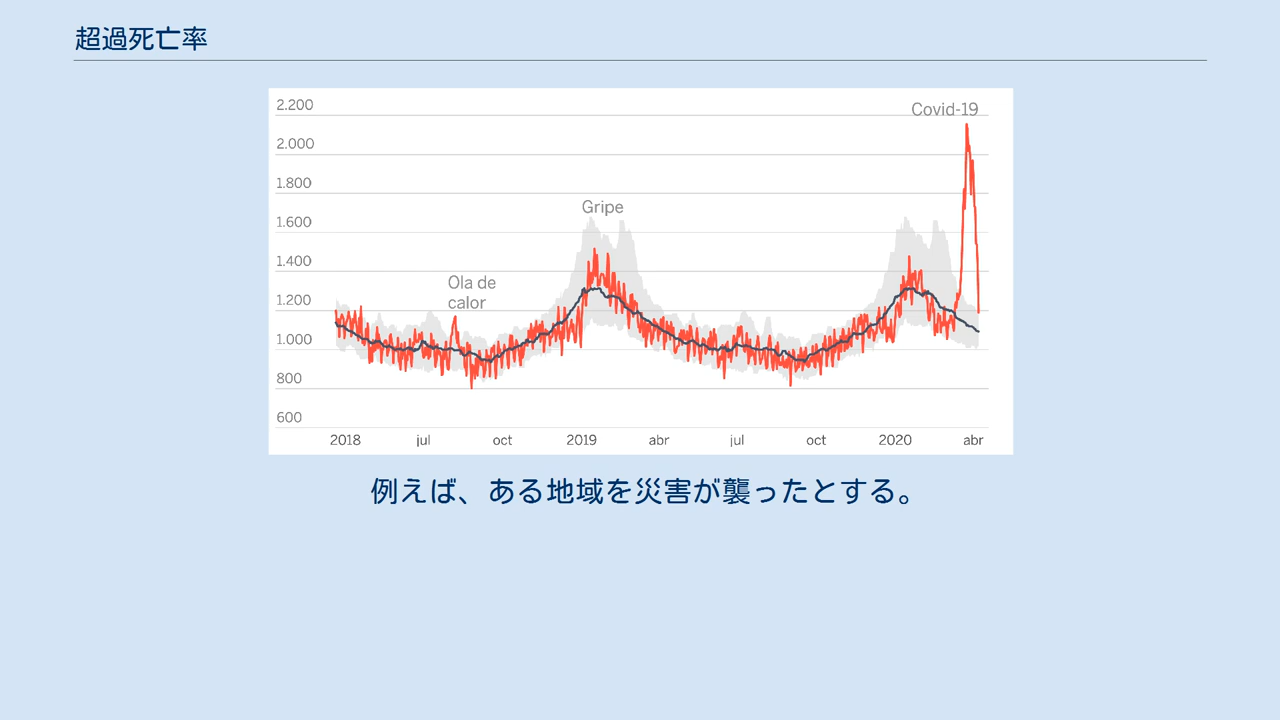 超過死亡率
2.200
Covid-19
2.000
1.800
Gripe
1.600
1.400
Ola de
calor
1.200
1.000
800
600
2018 jul oct 2019 abr jul oct 2020 abr
例えば、ある地域を災害が襲ったとする。